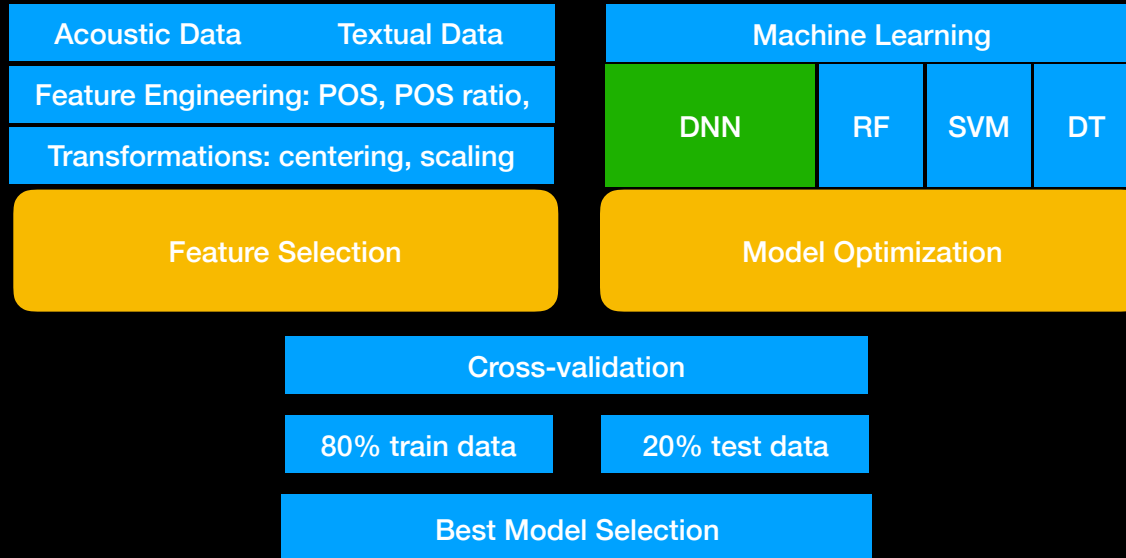 Acoustic Data Textual Data
Feature Engineering: POS, POS ratio,
Transformations: centering, scaling
Feature Selection
Machine Learning
DNN RF SVM DT
Model Optimization
Cross-validation
80% train data 20% test data
Best Model Selection